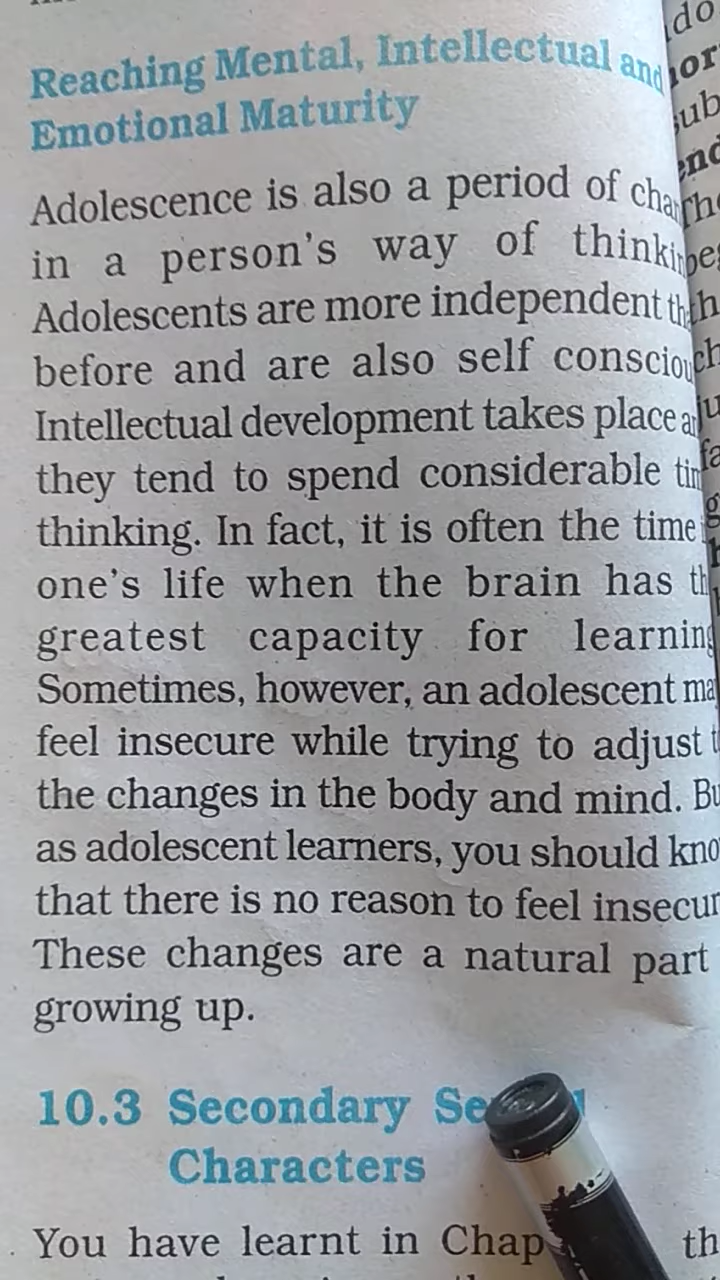 Reaching Mental, Intellectual and
Emotional Maturity
Adolescence is also a period of
in a person's way of
Adolescents are more independent
before and are also self
Intellectual development takes place
they tend to spend considerable
thinking. In fact, it is often the time
one's life when the brain has
greatest capacity for
Sometimes, however, an adolescent
feel insecure while trying to adjust
the changes in the body and mind.
as adolescent learners, you should
that there is no reason to feel
These changes are a natural part
growing up.
10.3 Secondary
Characters
You have learnt in